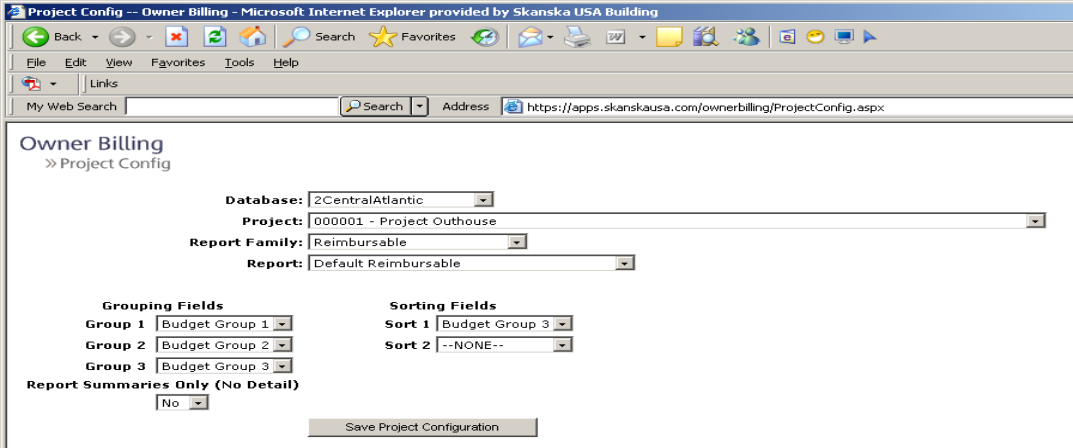 Project Config -- Owner Billing - Microsoft Internet Explorer provided by Skanska USA Building
Back Search Favorites
File Edit View Favorites Tools Help
Links
My Web Search Search Address https://apps.skanskausa.com/ownerbilling/ProjectConfig.aspx
Owner Billing
» Project Config
Database: 2CentralAtlantic
Project: 000001 - Project Outhouse
Report Family: Reimbursable
Report: Default Reimbursable
Grouping Fields Sorting Fields
Group 1 Budget Group 1 Sort 1 Budget Group 3
Group 2 Budget Group 2 Sort 2 --NONE--
Group 3 Budget Group 3
Report Summaries Only (No Detail)
No
Save Project Configuration